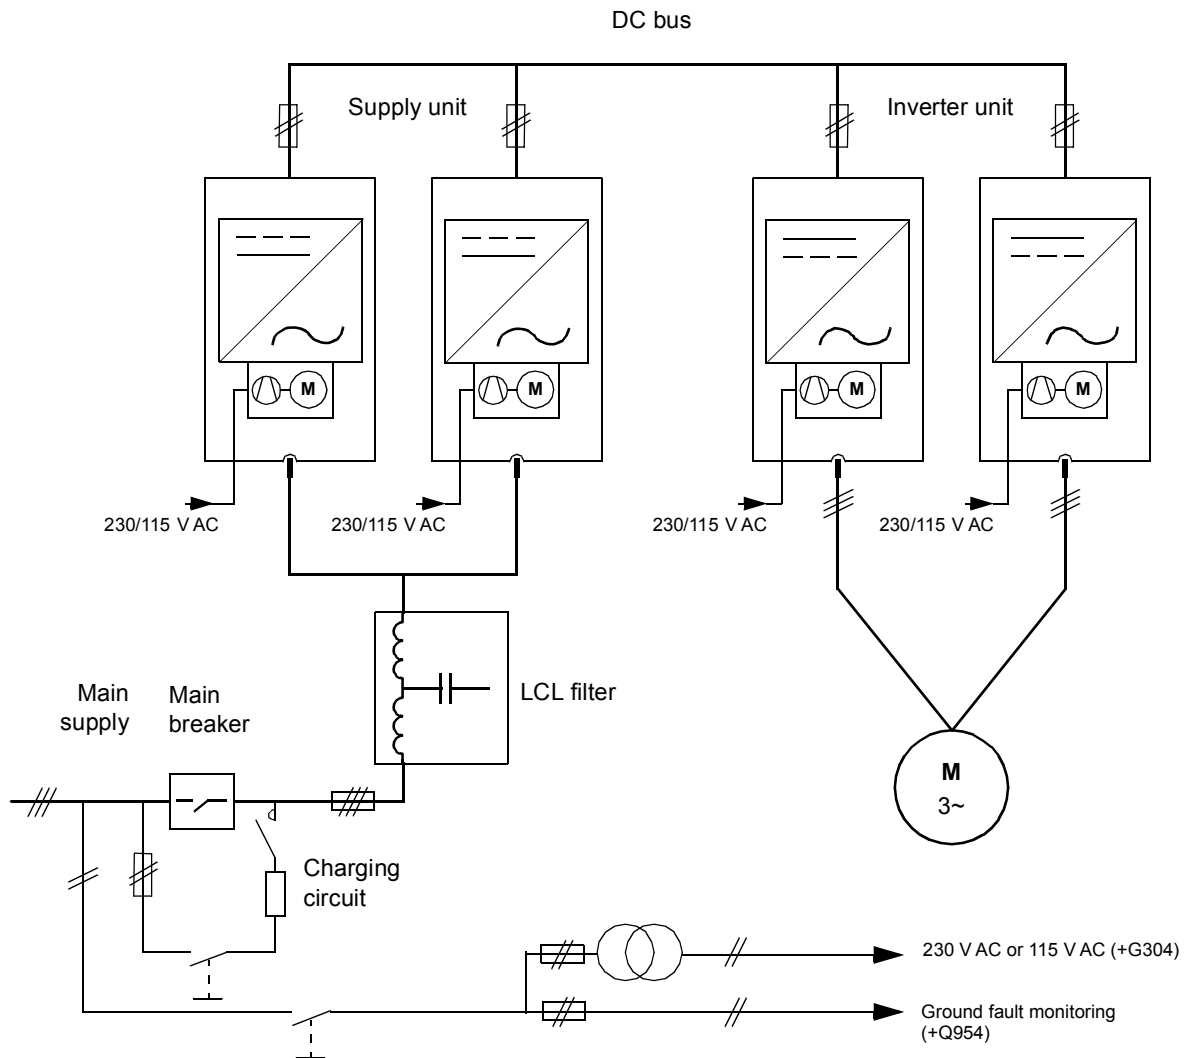 DC bus
Supply unit
Inverter unit
M
M
M
M
230/115 V AC
230/115 V AC
230/115 V AC
230/115 V AC
LCL filter
Main
supply
Main
breaker
M
3~
Charging
circuit
230 V AC or 115 V AC (+G304)
Ground fault monitoring
(+Q954)